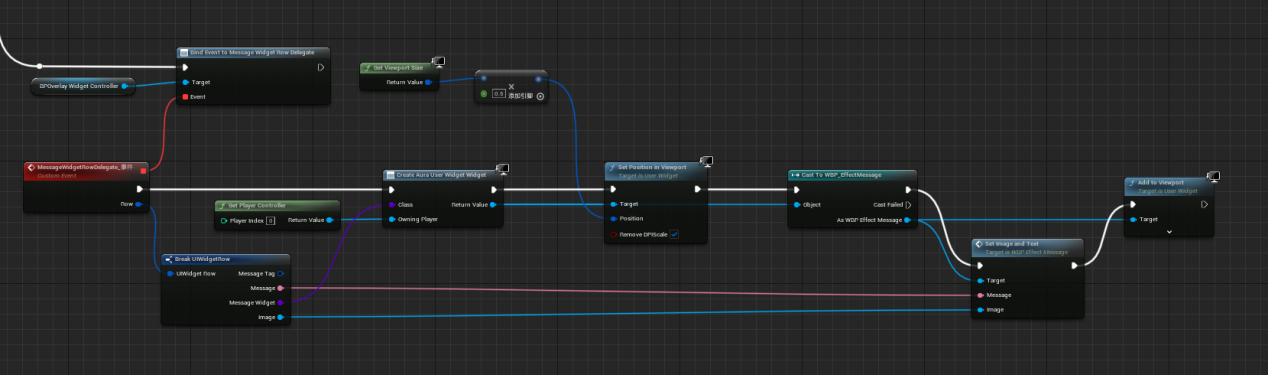 Bind Event to Message Widget Row Delegate
BPOverlay Widget Controller
Target
Event
Get Viewport Size
Return Value
0.5
添加引脚
MessageWidgetRowDelegate_事件
Custom Event
Row
Get Player Controller
Player Index 0
Return Value
Create Aura User Widget Widget
Class
Return Value
Owning Player
Set Position in Viewport
Target is User Widget
Target
Position
Remove DPIScale
Cast To WBP_EffectMessage
Cast Failed
Object
As WBP Effect Message
Add to Viewport
Target is User Widget
Target
Break UIWidgetRow
UIWidget Row
Message Tag
Message
Message Widget
Image
Set Image and Text
Target is WBP Effect Message
Target
Message
Image